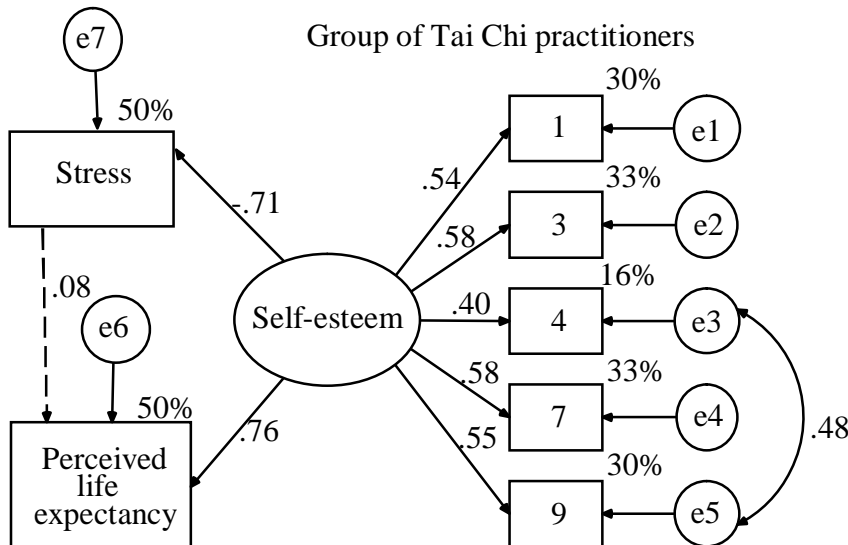 Group of Tai Chi practitioners
e7
50%
Stress
-.71
.08
e6
50%
Perceived
life
expectancy
.76
Self-esteem
.54
.58
.40
.58
.55
30%
1
e1
33%
3
e2
16%
4
e3
33%
7
e4
30%
9
e5
.48